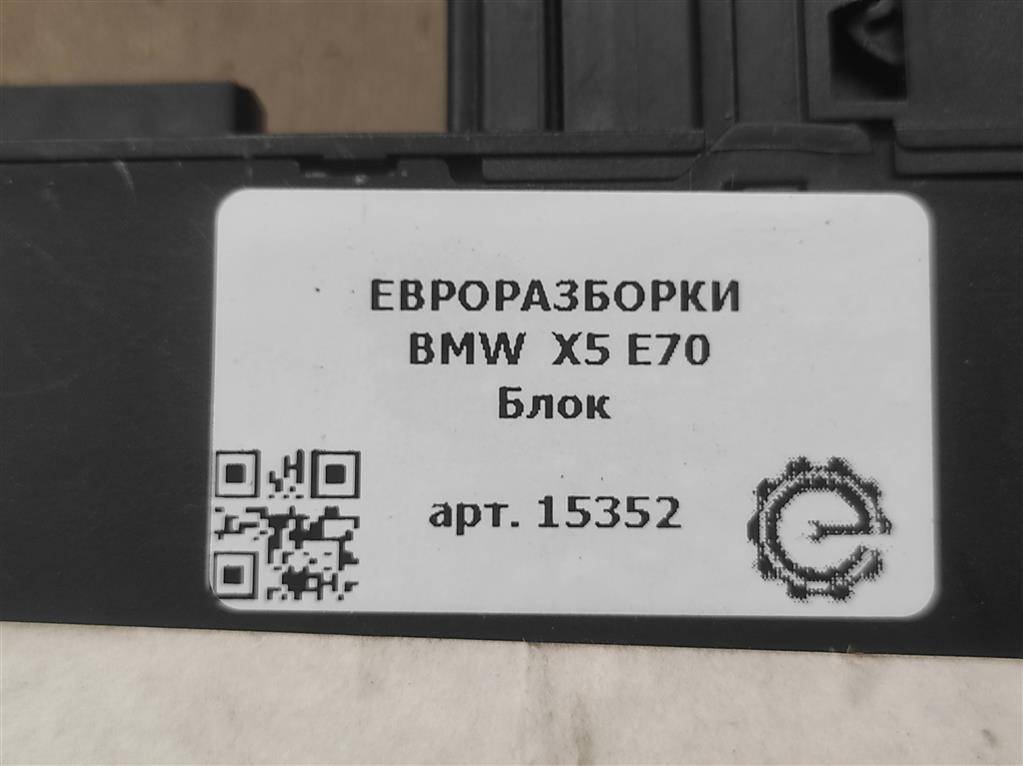 ЕВРОРАЗБОРКИ
BMW X5 E70
Блок
арт. 15352